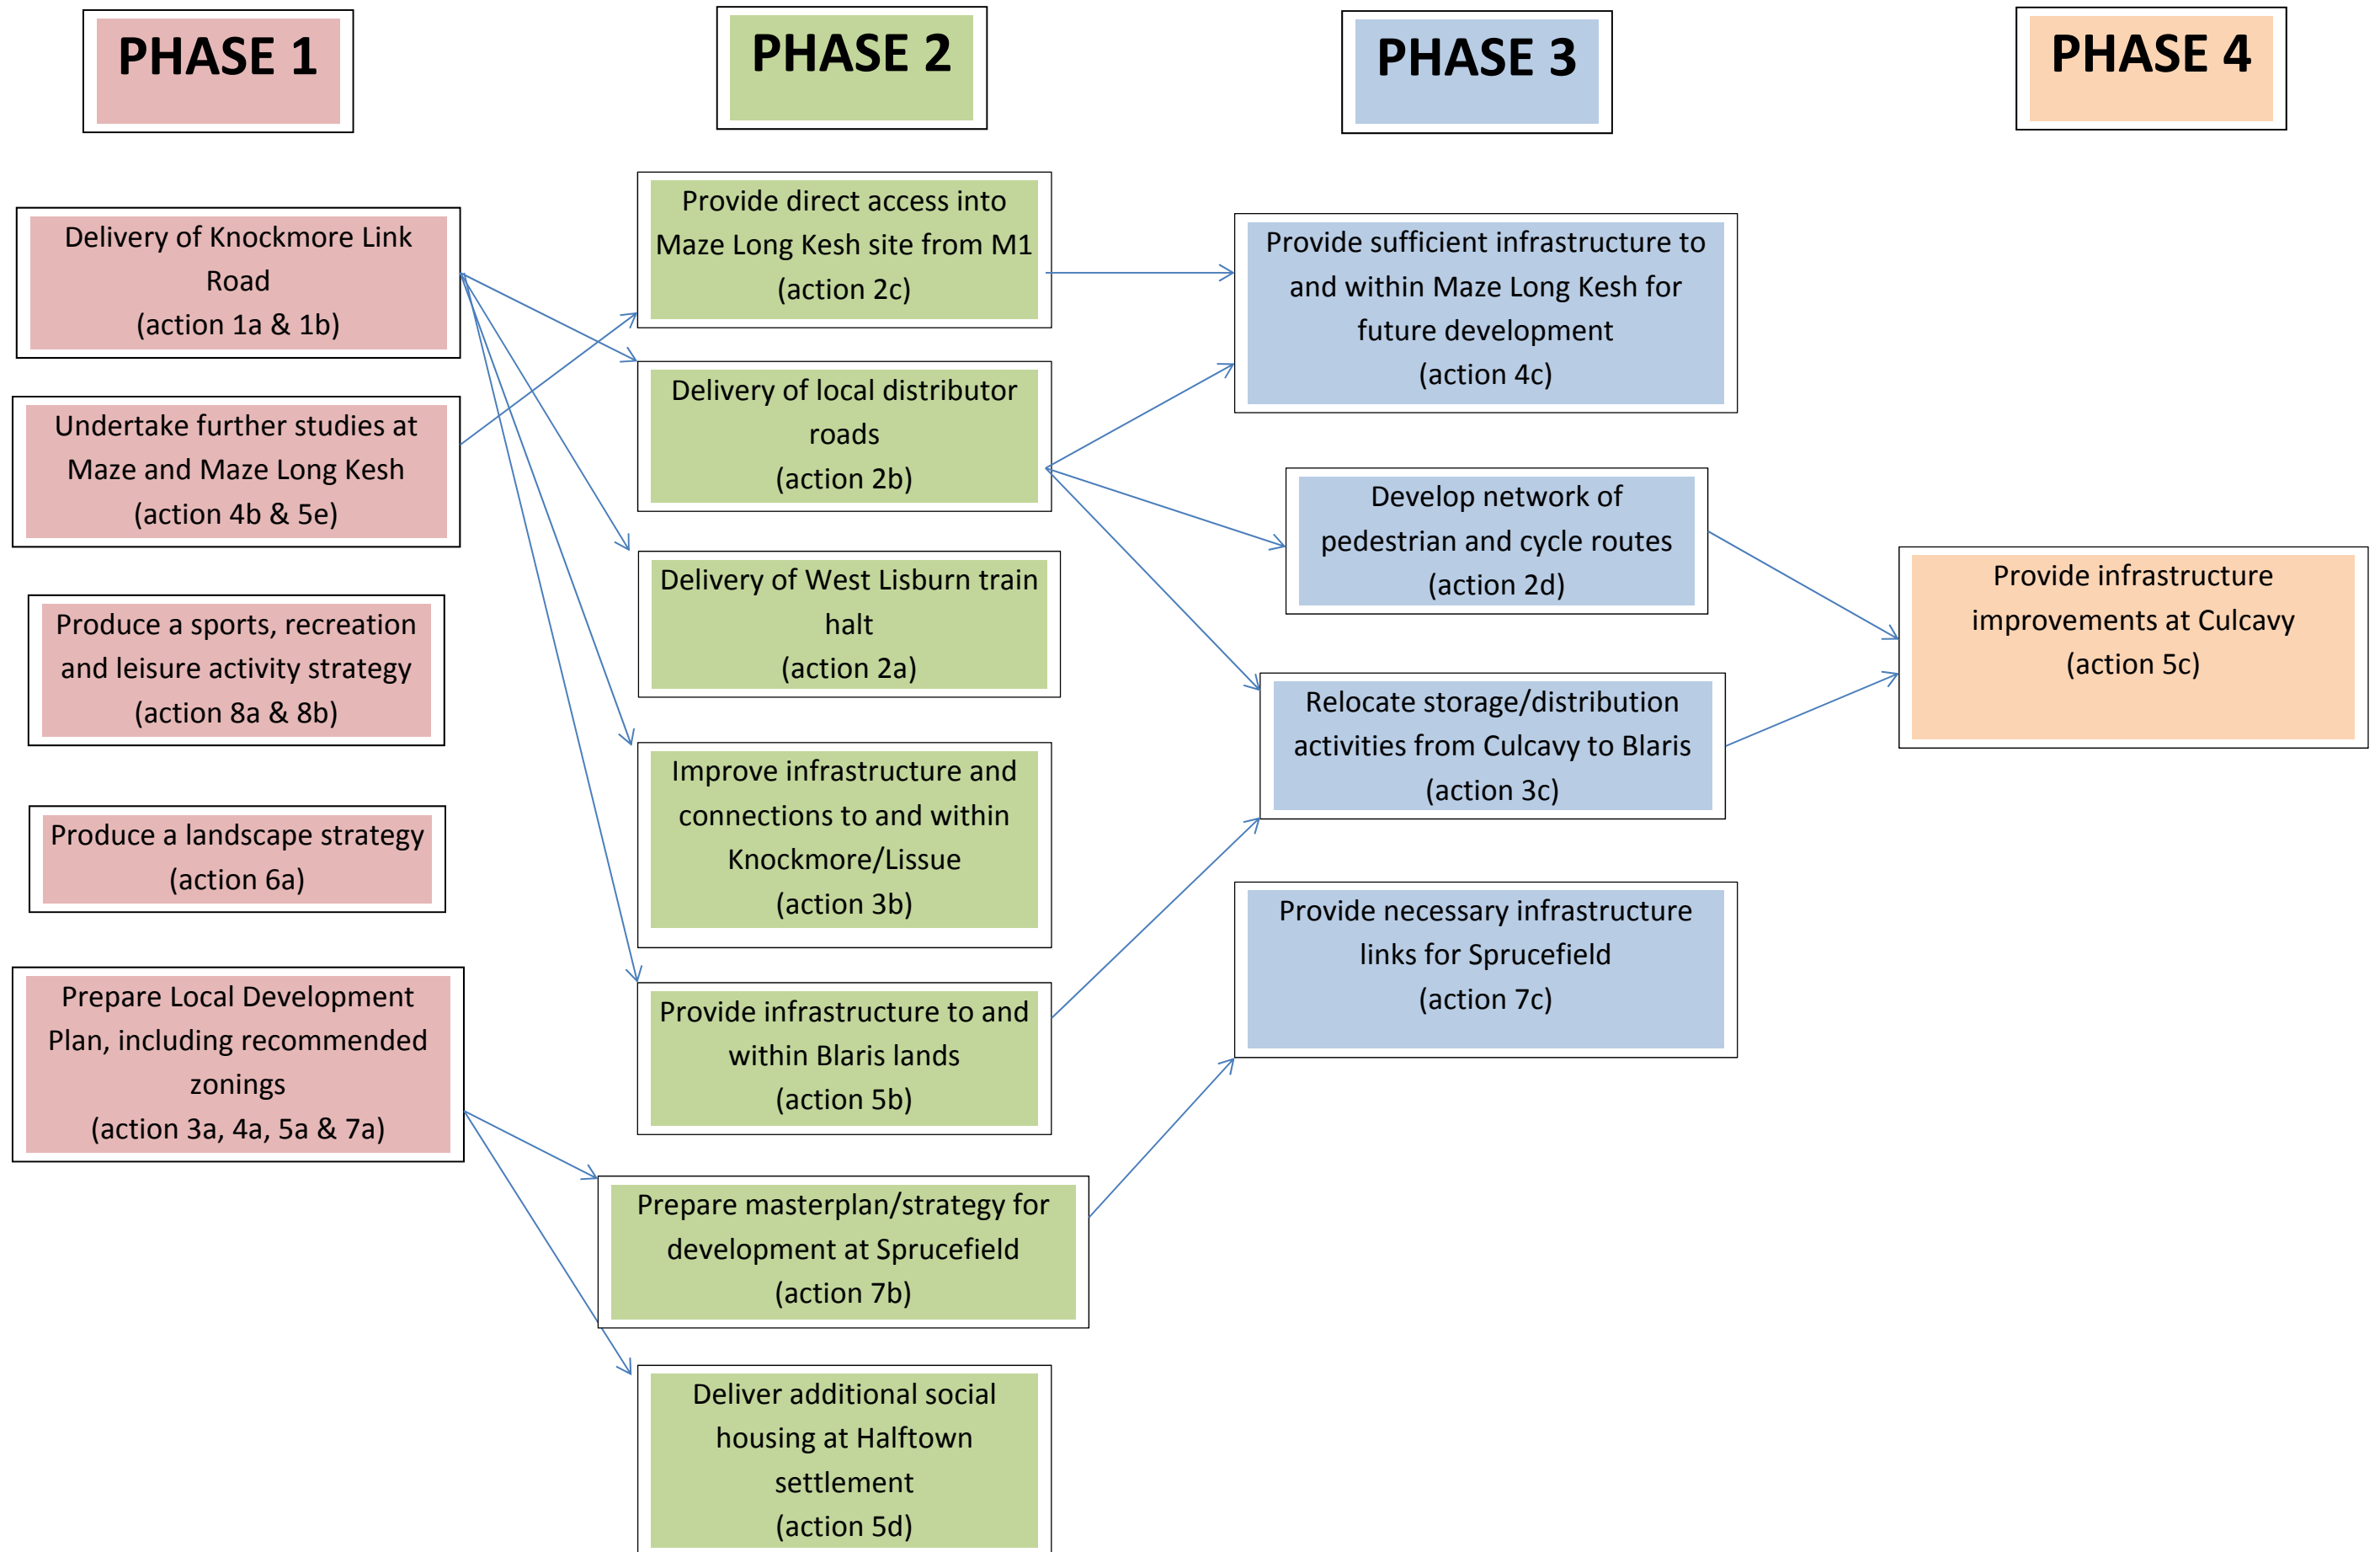 PHASE 1
PHASE 2
PHASE 3
PHASE 4
Delivery of Knockmore Link
Road
(action 1a & 1b)
Undertake further studies at
Maze and Maze Long Kesh
(action 4b & 5e)
Produce a sports, recreation
and leisure activity strategy
(action 8a & 8b)
Produce a landscape strategy
(action 6a)
Prepare Local Development
Plan, including recommended
zonings
(action 3a, 4a, 5a & 7a)
Provide direct access into
Maze Long Kesh site from M1
(action 2c)
Delivery of local distributor
roads
(action 2b)
Delivery of West Lisburn train
halt
(action 2a)
Improve infrastructure and
connections to and within
Knockmore/Lissue
(action 3b)
Provide infrastructure to and
within Blaris lands
(action 5b)
Prepare masterplan/strategy for
development at Sprucefield
(action 7b)
Deliver additional social
housing at Halftown
settlement
(action 5d)
Provide sufficient infrastructure to
and within Maze Long Kesh for
future development
(action 4c)
Develop network of
pedestrian and cycle routes
(action 2d)
Relocate storage/distribution
activities from Culcavy to Blaris
(action 3c)
Provide necessary infrastructure
links for Sprucefield
(action 7c)
Provide infrastructure
improvements at Culcavy
(action 5c)